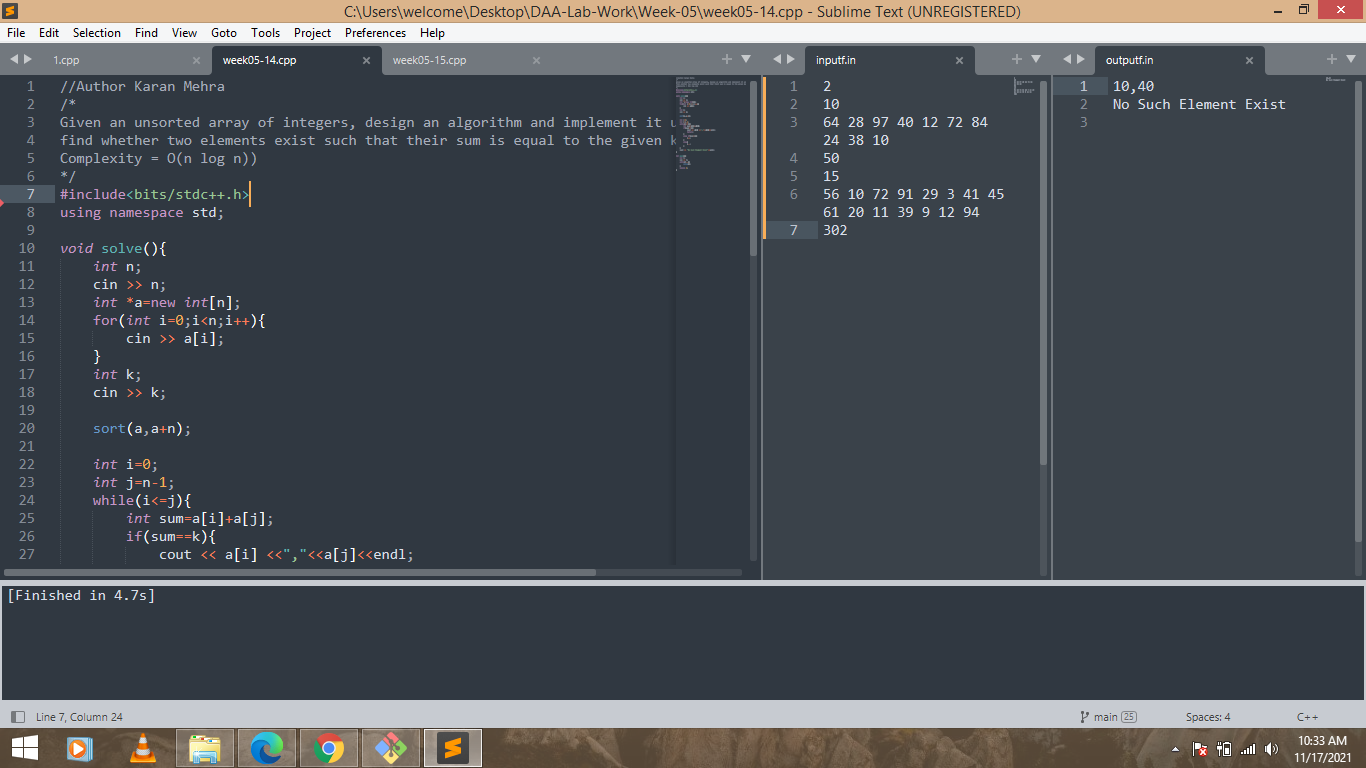 C:\Users\welcome\Desktop\DAA-Lab-Work\Week-05\week05-14.cpp - Sublime Text (UNREGISTERED)
File Edit Selection Find View Goto Tools Project Preferences Help
1.cpp × week05-14.cpp × week05-15.cpp ×
1 //Author Karan Mehra
2 /*
3 Given an unsorted array of integers, design an algorithm and implement it u
4 find whether two elements exist such that their sum is equal to the given k
5 Complexity = O(n log n))
6 */
7 #include<bits/stdc++.h>
8 using namespace std;
9
10 void solve(){
11 int n;
12 cin >> n;
13 int *a=new int[n];
14 for(int i=0;i<n;i++){
15 cin >> a[i];
16 }
17 int k;
18 cin >> k;
19
20 sort(a,a+n);
21
22 int i=0;
23 int j=n-1;
24 while(i<=j){
25 int sum=a[i]+a[j];
26 if(sum==k){
27 cout << a[i] <<","<<a[j]<<endl;
inputf.in ×
1 2
2 10
3 64 28 97 40 12 72 84
24 38 10
4 50
5 15
6 56 10 72 91 29 3 41 45
61 20 11 39 9 12 94
7 302
outputf.in ×
1 10,40
2 No Such Element Exist
3
[Finished in 4.7s]
Line 7, Column 24 main 25 Spaces: 4 C++
10:33 AM
11/17/2021